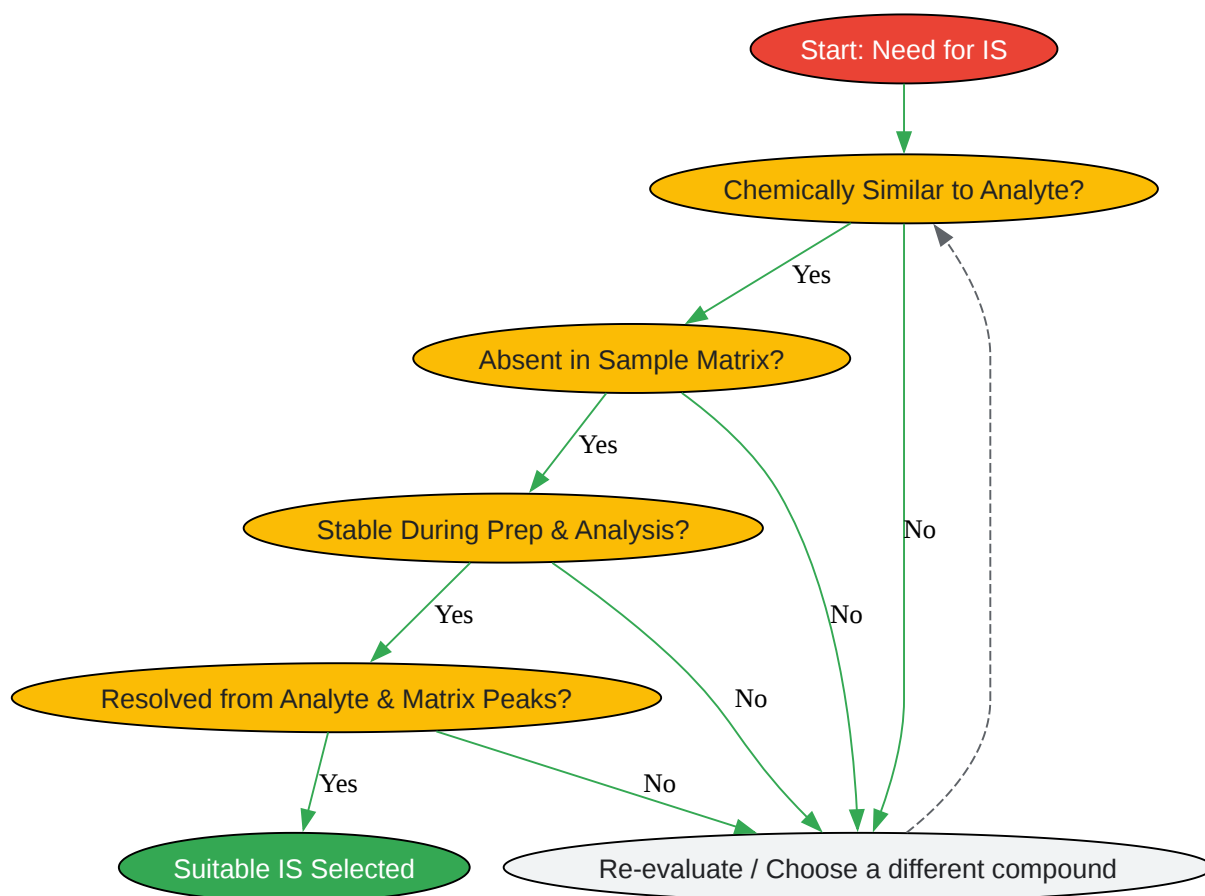 Start: Need for IS
Chemically Similar to Analyte?
Yes
Absent in Sample Matrix?
Yes
Stable During Prep & Analysis?
No
Yes
No
Resolved from Analyte & Matrix Peaks?
No
Yes
No
Suitable IS Selected
Re-evaluate / Choose a different compound